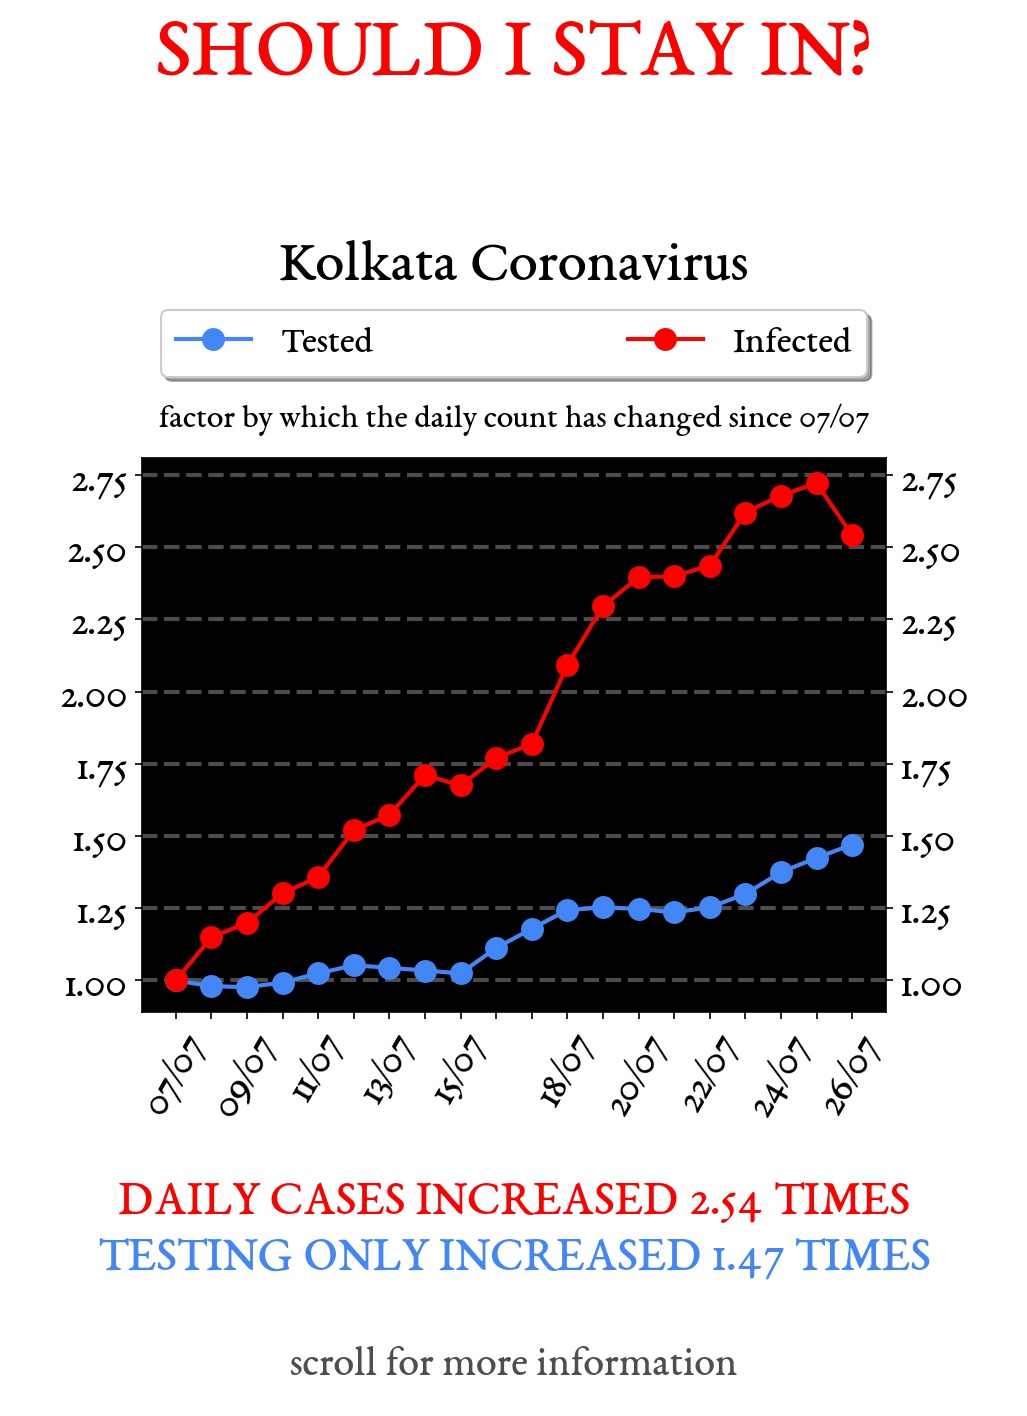 SHOULD I STAY IN?
Kolkata Coronavirus
Tested Infected
factor by which the daily count has changed since 07/07
2.75 2.75
2.50 2.50
2.25 2.25
2.00 2.00
1.75 1.75
1.50 1.50
1.25 1.25
1.00 1.00
07/07 09/07 11/07 13/07 15/07 18/07 20/07 22/07 24/07 26/07
DAILY CASES INCREASED 2.54 TIMES
TESTING ONLY INCREASED 1.47 TIMES
scroll for more information